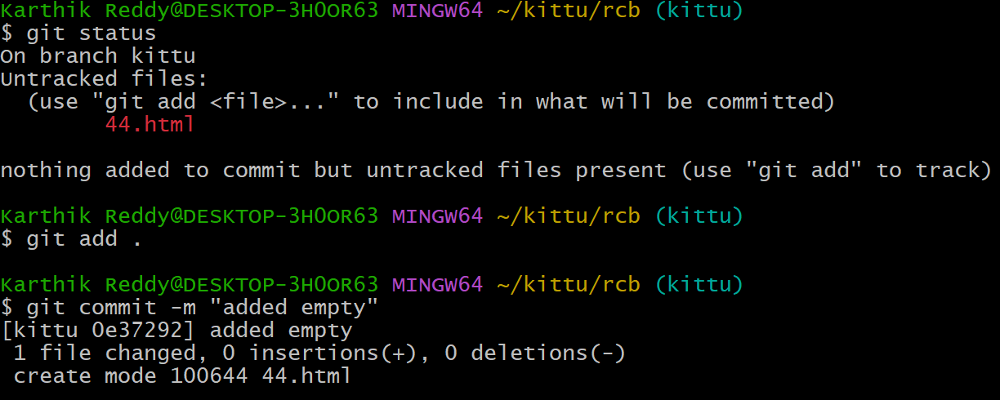 Karthik Reddy@DESKTOP-3H0OR63 MINGW64 ~/kittu/rcb (kittu)
$ git status
On branch kittu
Untracked files:
  (use "git add <file>..." to include in what will be committed)
        44.html

nothing added to commit but untracked files present (use "git add" to track)

Karthik Reddy@DESKTOP-3H0OR63 MINGW64 ~/kittu/rcb (kittu)
$ git add .

Karthik Reddy@DESKTOP-3H0OR63 MINGW64 ~/kittu/rcb (kittu)
$ git commit -m "added empty"
[kittu 0e37292] added empty
 1 file changed, 0 insertions(+), 0 deletions(-)
 create mode 100644 44.html